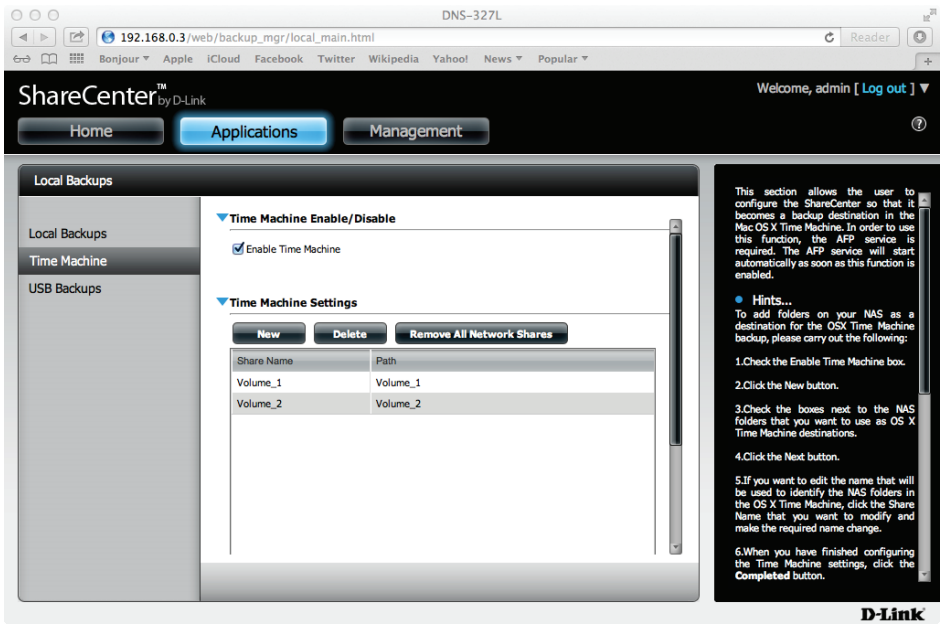 DNS-327L
192.168.0.3/web/backup_mgr/local_main.html
Reader
Bonjour Apple iCloud Facebook Twitter Wikipedia Yahoo! News Popular
ShareCenter™ by D-Link
Welcome, admin [ Log out ]
Home
Applications
Management
Local Backups
Local Backups
Time Machine
USB Backups
Time Machine Enable/Disable
Enable Time Machine
Time Machine Settings
New
Delete
Remove All Network Shares
Share Name Path
Volume_1 Volume_1
Volume_2 Volume_2
This section allows the user to
configure the ShareCenter so that it
becomes a backup destination in the
Mac OS X Time Machine. In order to use
this function, the AFP service is
required. The AFP service will start
automatically as soon as this function is
enabled.
Hints...
To add folders on your NAS as a
destination for the OSX Time Machine
backup, please carry out the following:
1.Check the Enable Time Machine box.
2.Click the New button.
3.Check the boxes next to the NAS
folders that you want to use as OS X
Time Machine destinations.
4.Click the Next button.
5.If you want to edit the name that will
be used to identify the NAS folders in
the OS X Time Machine, click the Share
Name that you want to modify and
make the required name change.
6.When you have finished configuring
the Time Machine settings, click the
Completed button.
D-Link